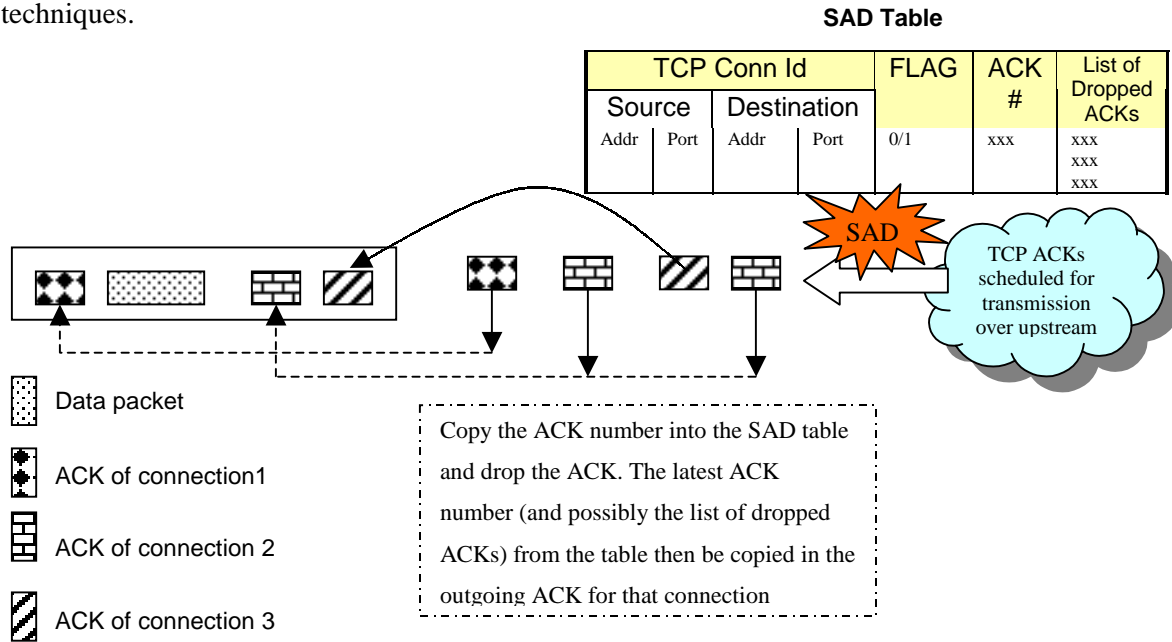 techniques.
SAD Table
TCP Conn Id FLAG ACK # List of Dropped ACKs
Source Destination
Addr Port Addr Port 0/1 xxx xxx
xxx
xxx
SAD
TCP ACKs
scheduled for
transmission
over upstream
Data packet
ACK of connection1
ACK of connection 2
ACK of connection 3
Copy the ACK number into the SAD table
and drop the ACK. The latest ACK
number (and possibly the list of dropped
ACKs) from the table then be copied in the
outgoing ACK for that connection